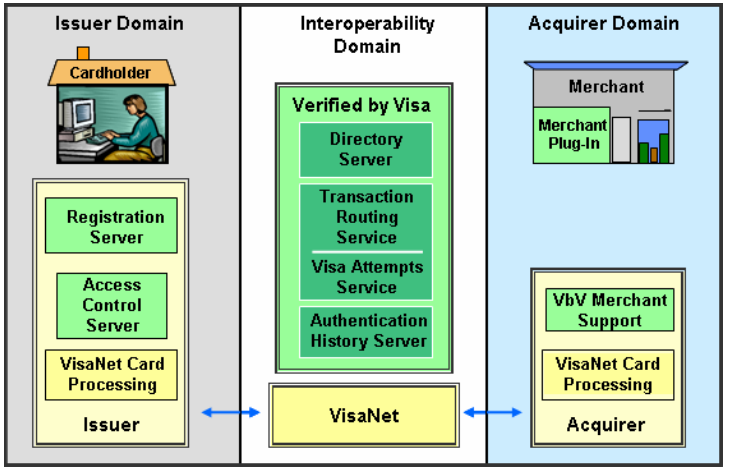 Issuer Domain
Cardholder
Registration
Server
Access
Control
Server
VisaNet Card
Processing
Issuer
Interoperability
Domain
Verified by Visa
Directory
Server
Transaction
Routing
Service
Visa Attempts
Service
Authentication
History Server
VisaNet
Acquirer Domain
Merchant
Merchant
Plug-In
VbV Merchant
Support
VisaNet Card
Processing
Acquirer